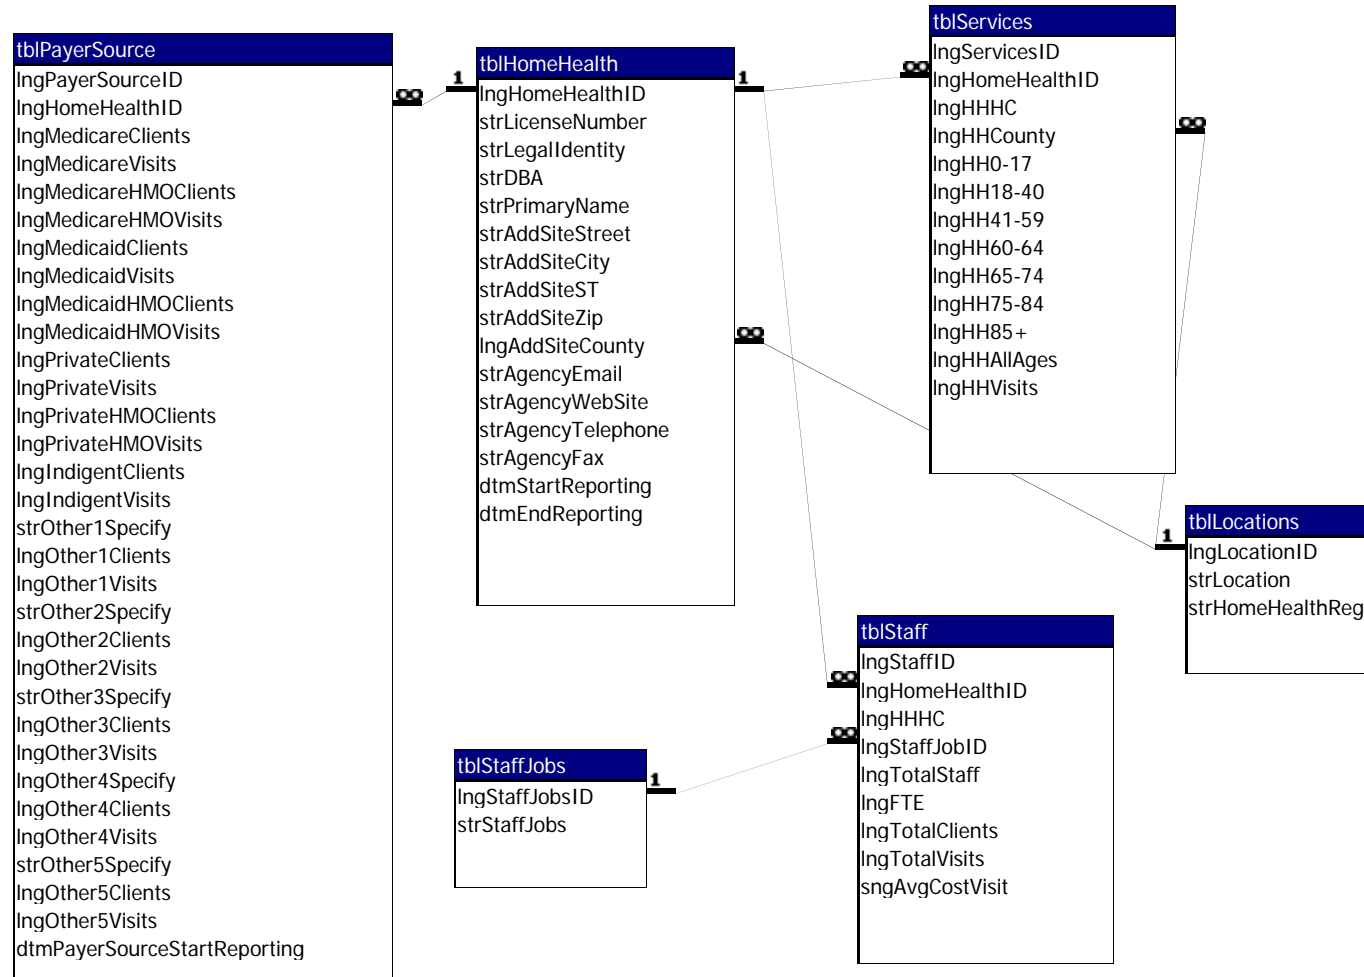 tblPayerSource
lngPayerSourceID
lngHomeHealthID
lngMedicareClients
lngMedicareVisits
lngMedicareHMOClients
lngMedicareHMOVisits
lngMedicaidClients
lngMedicaidVisits
lngMedicaidHMOClients
lngMedicaidHMOVisits
lngPrivateClients
lngPrivateVisits
lngPrivateHMOClients
lngPrivateHMOVisits
lngIndigentClients
lngIndigentVisits
strOther1Specify
lngOther1Clients
lngOther1Visits
strOther2Specify
lngOther2Clients
lngOther2Visits
strOther3Specify
lngOther3Clients
lngOther3Visits
lngOther4Specify
lngOther4Clients
lngOther4Visits
strOther5Specify
lngOther5Clients
lngOther5Visits
dtmPayerSourceStartReporting
∞
1
tblHomeHealth
lngHomeHealthID
strLicenseNumber
strLegalIdentity
strDBA
strPrimaryName
strAddSiteStreet
strAddSiteCity
strAddSiteST
strAddSiteZip
lngAddSiteCounty
strAgencyEmail
strAgencyWebSite
strAgencyTelephone
strAgencyFax
dtmStartReporting
dtmEndReporting
1
∞
∞
tblServices
lngServicesID
lngHomeHealthID
lngHHHC
lngHHCounty
lngHH0-17
lngHH18-40
lngHH41-59
lngHH60-64
lngHH65-74
lngHH75-84
lngHH85+
lngHHAllAges
lngHHVisits
∞
1
tblLocations
lngLocationID
strLocation
strHomeHealthReg
tblStaffJobs
lngStaffJobsID
strStaffJobs
1
∞
∞
tblStaff
lngStaffID
lngHomeHealthID
lngHHHC
lngStaffJobID
lngTotalStaff
lngFTE
lngTotalClients
lngTotalVisits
sngAvgCostVisit